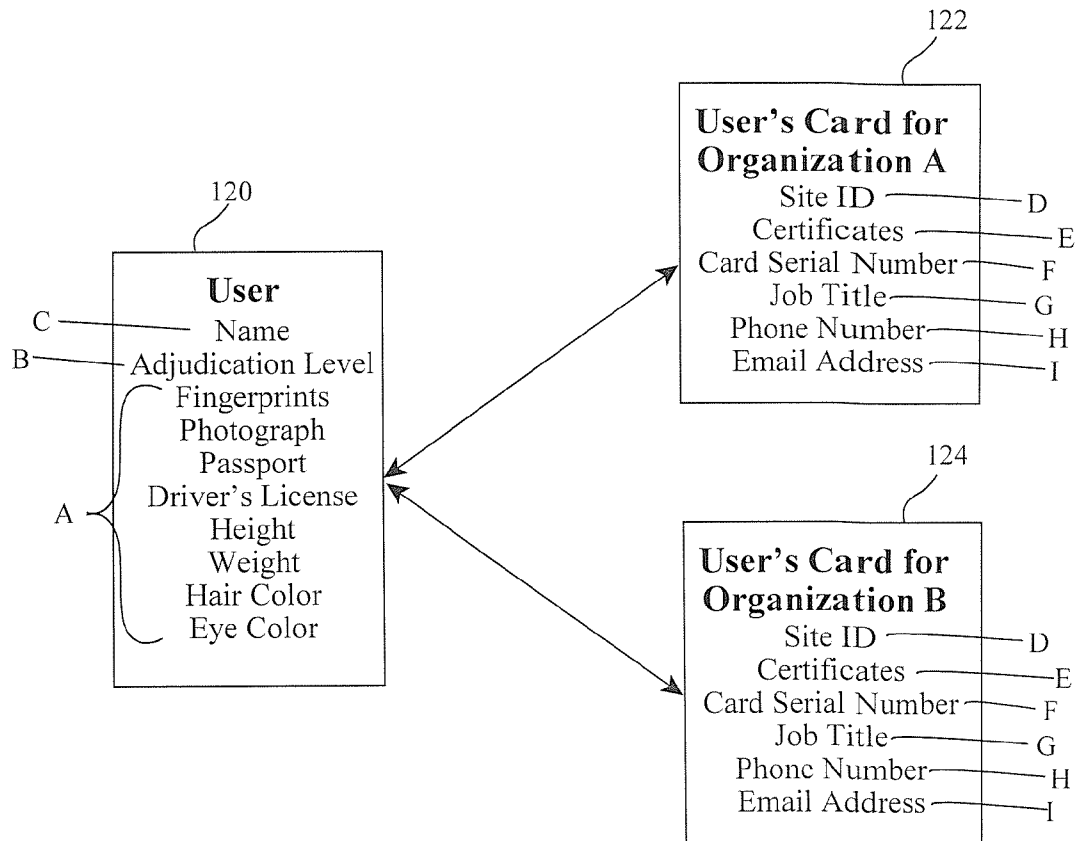 120
User
C
Name
B
Adjudication Level
Fingerprints
Photograph
Passport
Driver's License
A
Height
Weight
Hair Color
Eye Color
122
User's Card for
Organization A
Site ID D
Certificates E
Card Serial Number F
Job Title G
Phone Number H
Email Address I
124
User's Card for
Organization B
Site ID D
Certificates E
Card Serial Number F
Job Title G
Phone Number H
Email Address I